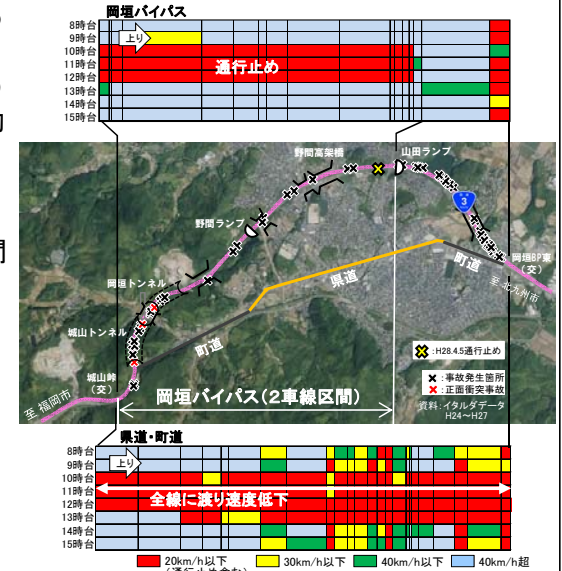 岡垣バイパス
8時台
9時台
10時台
11時台
12時台
13時台
14時台
15時台
上り
通行止め
野間高架橋
山田ランプ
3
野間ランプ
岡垣BP東
(交)
町道
県道
至 北九州市
岡垣トンネル
城山トンネル
町道
城山峠
(交)
:H28.4.5通行止め
:事故発生箇所
:正面衝突事故
資料:イタルダデータ
H24~H27
至 福岡市
岡垣バイパス(2車線区間)
県道・町道
8時台
9時台
10時台
11時台
12時台
13時台
14時台
15時台
上り
全線に渡り速度低下
20km/h以下
(通行止め含む)
30km/h以下
40km/h以下
40km/h超